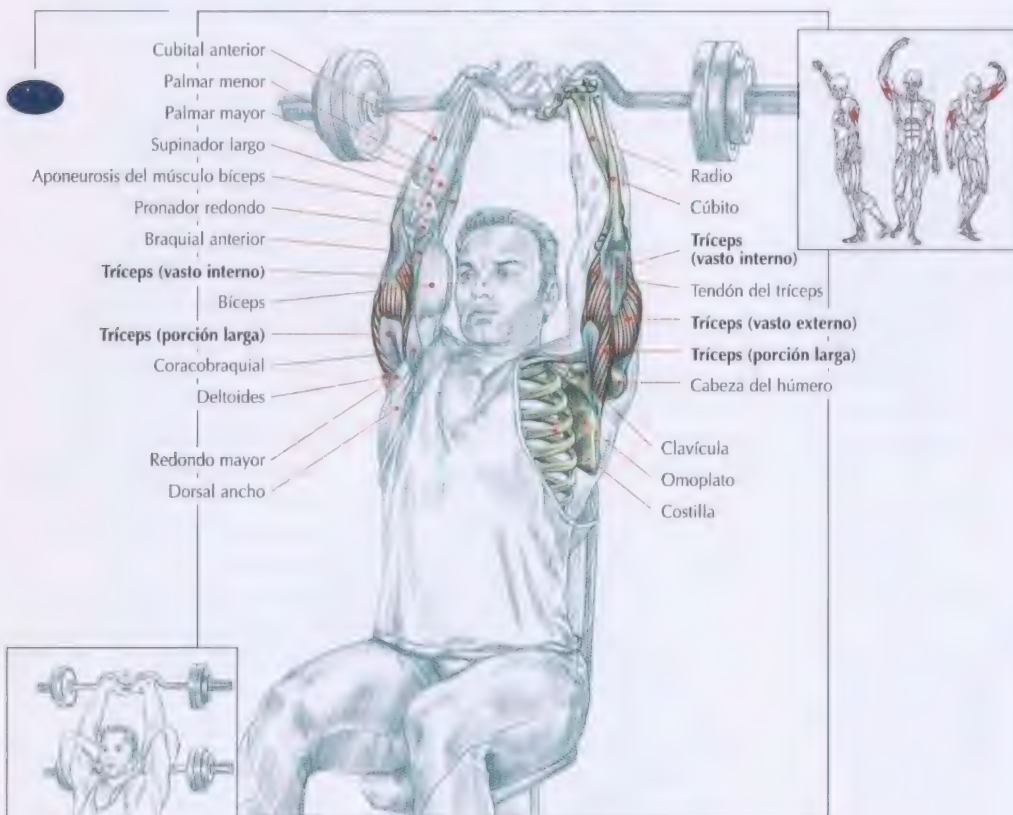 Cubital anterior
Palmar menor
Palmar mayor
Supinador largo
Aponeurosis del músculo bíceps
Pronador redondo
Braquial anterior
Tríceps (vasto interno)
Bíceps
Tríceps (porción larga)
Coracobraquial
Deltoides
Redondo mayor
Dorsal ancho
Radio
Cúbito
Tríceps
(vasto interno)
Tendón del tríceps
Tríceps (vasto externo)
Tríceps (porción larga)
Cabeza del húmero
Clavícula
Omoplato
Costilla